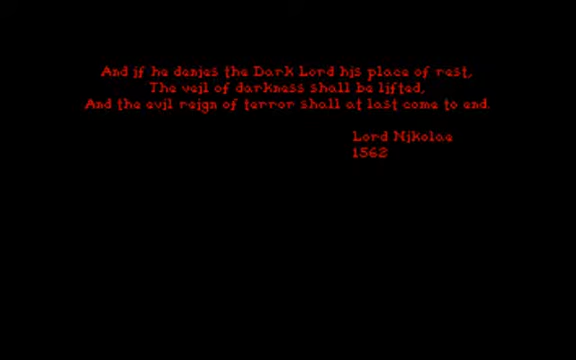 And if he denies the Dark Lord his place of rest,
The veil of darkness shall be lifted,
And the evil reign of terror shall at last come to end.
Lord Nikolae
1562